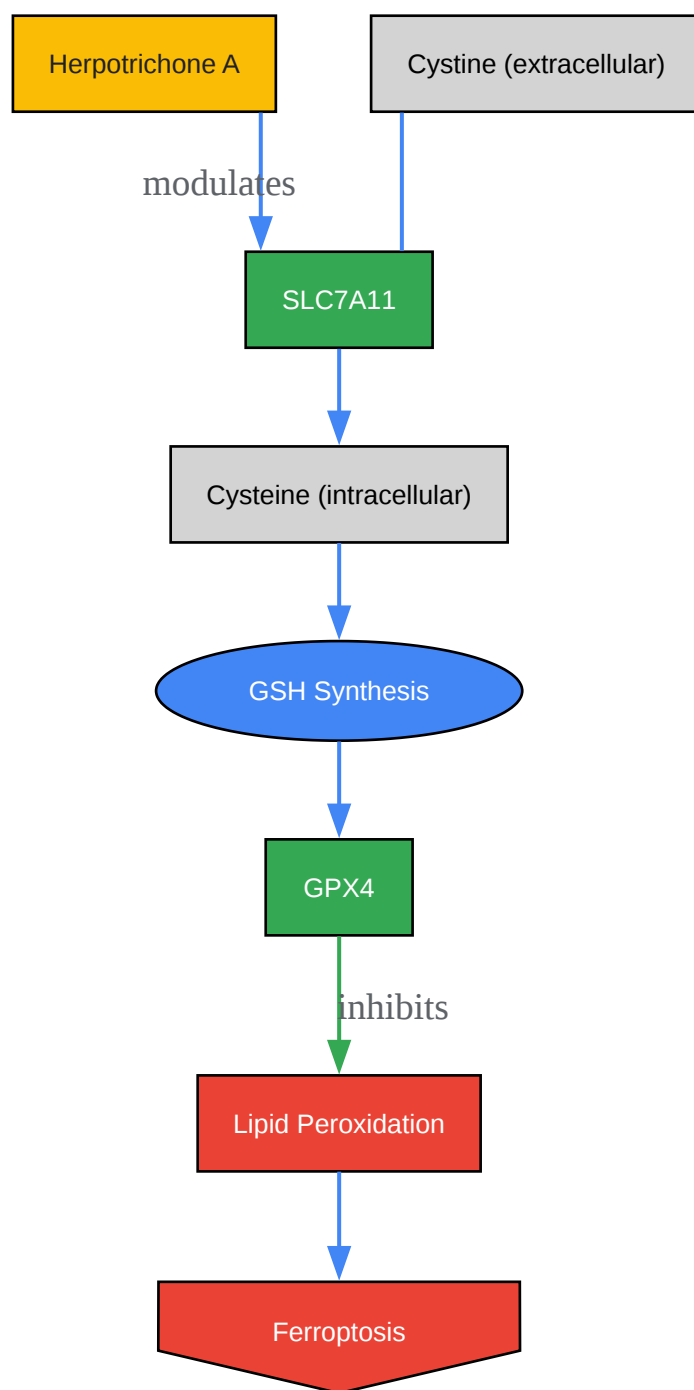 Herpotrichone A
Cystine (extracellular)
modulates
SLC7A11
Cysteine (intracellular)
GSH Synthesis
GPX4
inhibits
Lipid Peroxidation
Ferroptosis